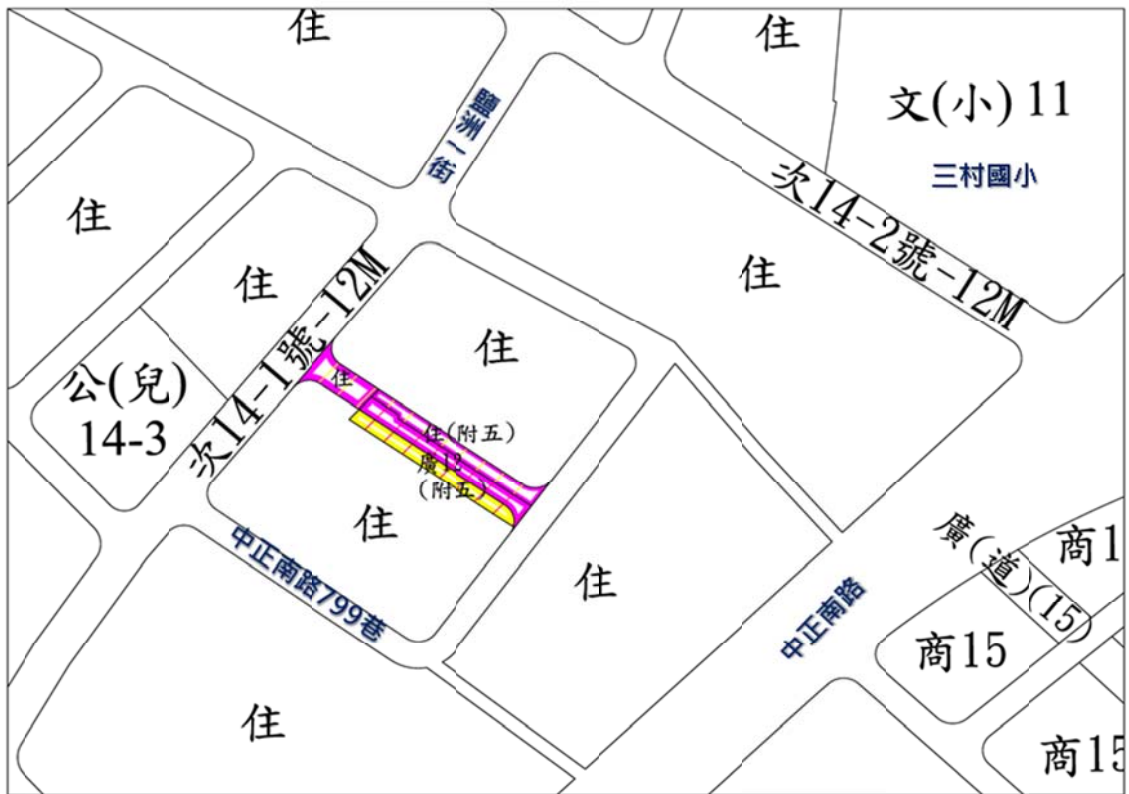 住
住
文(小) 11
三村國小
鹽洲一街
次14-2號-12M
住
住
住
次14-1號-12M
住
公(兒)
14-3
住
住(附五)
廣12
(附五)
住
中正南路799巷
住
中正南路
廣(道)(15)
商1
商15
住
商15